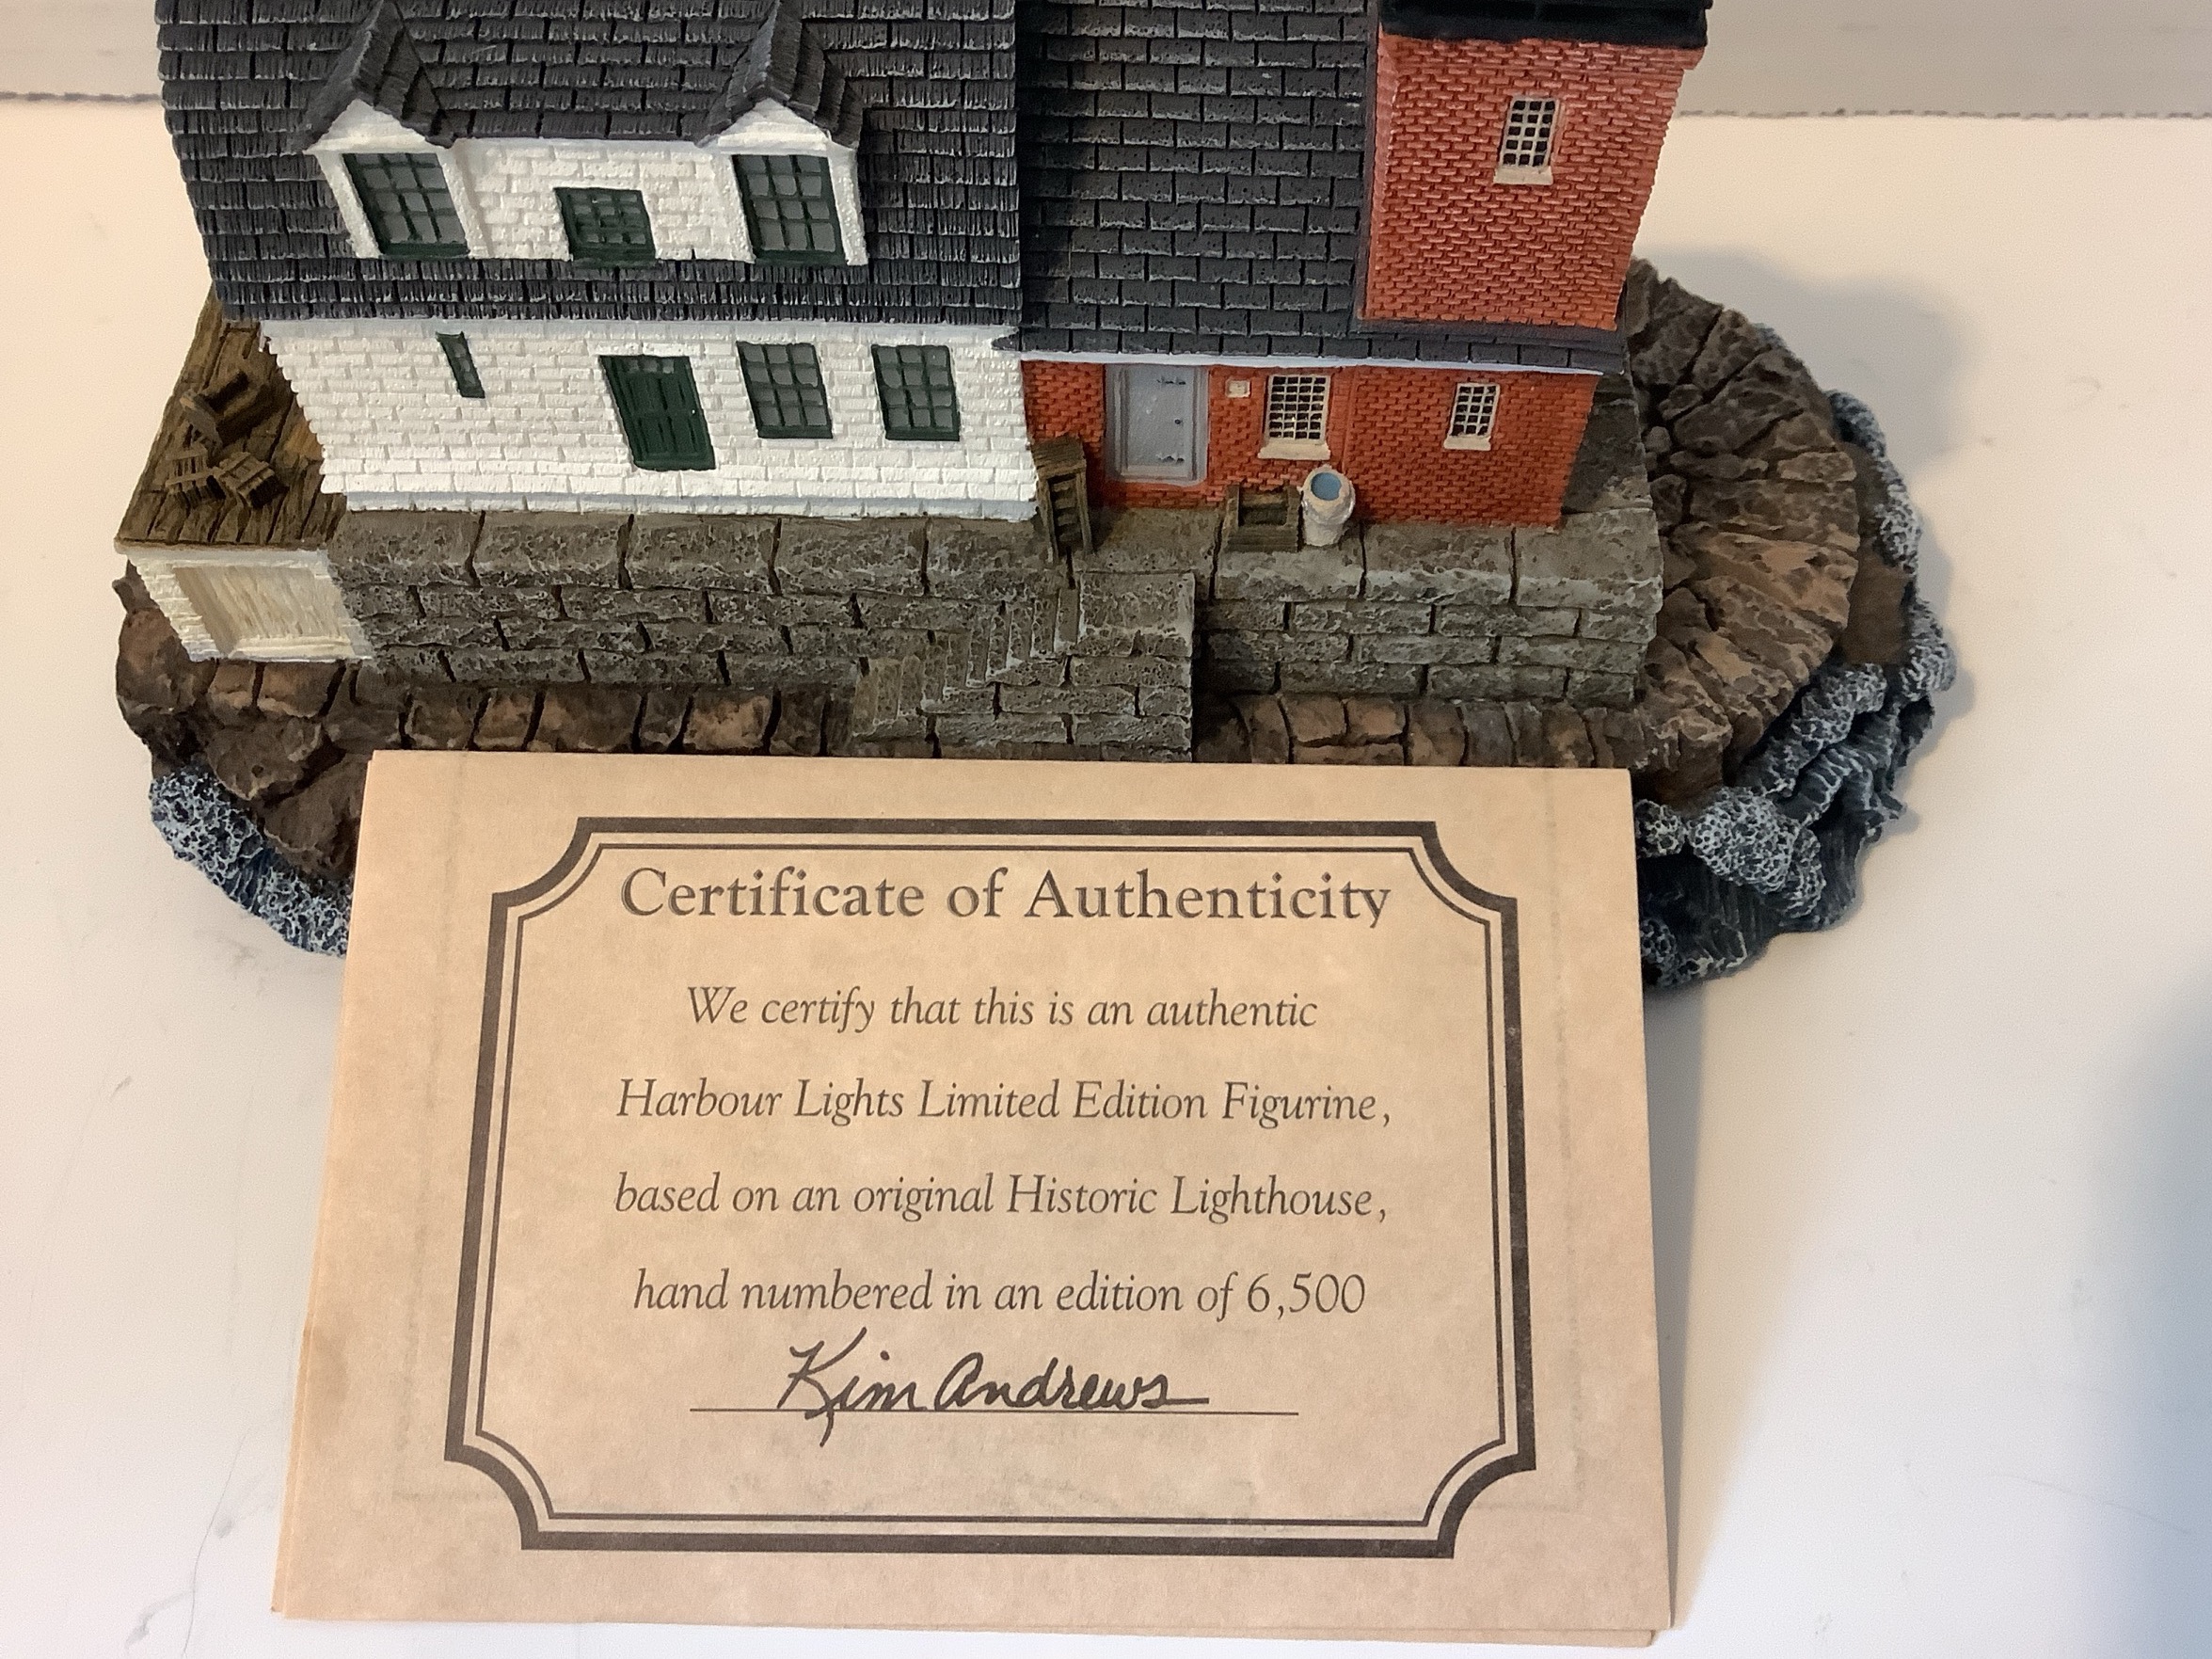 Certificate of Authenticity
We certify that this is an authentic
Harbour Lights Limited Edition Figurine,
based on an original Historic Lighthouse,
hand numbered in an edition of 6,500
Kim Andrews